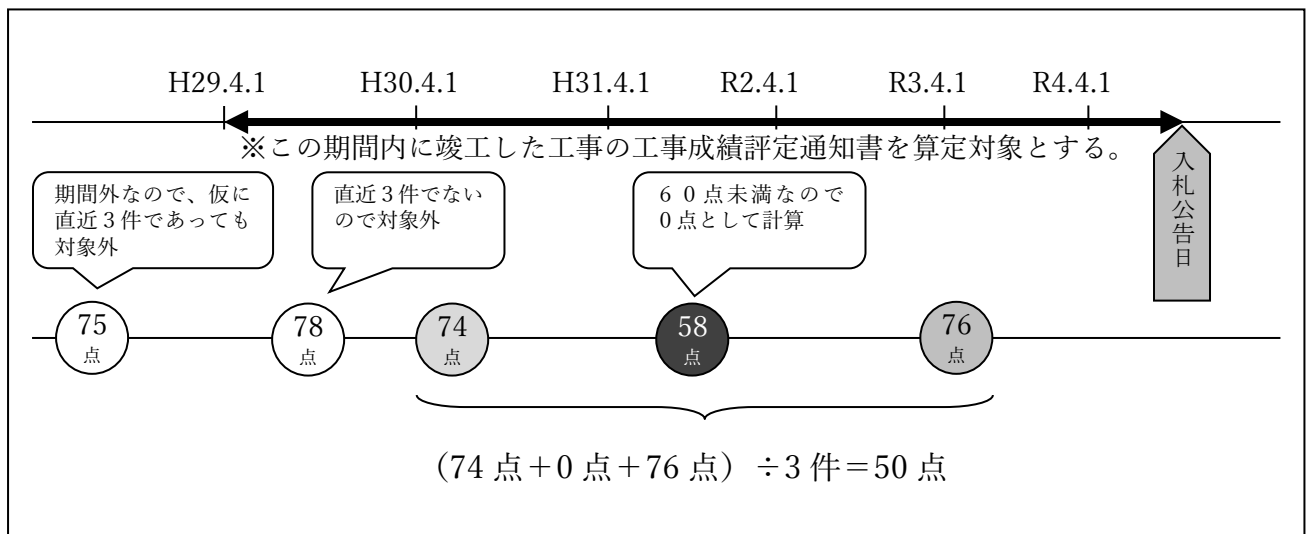 H29.4.1 H30.4.1 H31.4.1 R2.4.1 R3.4.1 R4.4.1
※この期間内に竣工した工事の工事成績評定通知書を算定対象とする。
入札公告日
期間外なので、仮に
直近３件であっても
対象外
直近３件でない
ので対象外
６０点未満なので
０点として計算
75
点
78
点
74
点
58
点
76
点
（74 点＋0 点＋76 点）÷3 件＝50 点